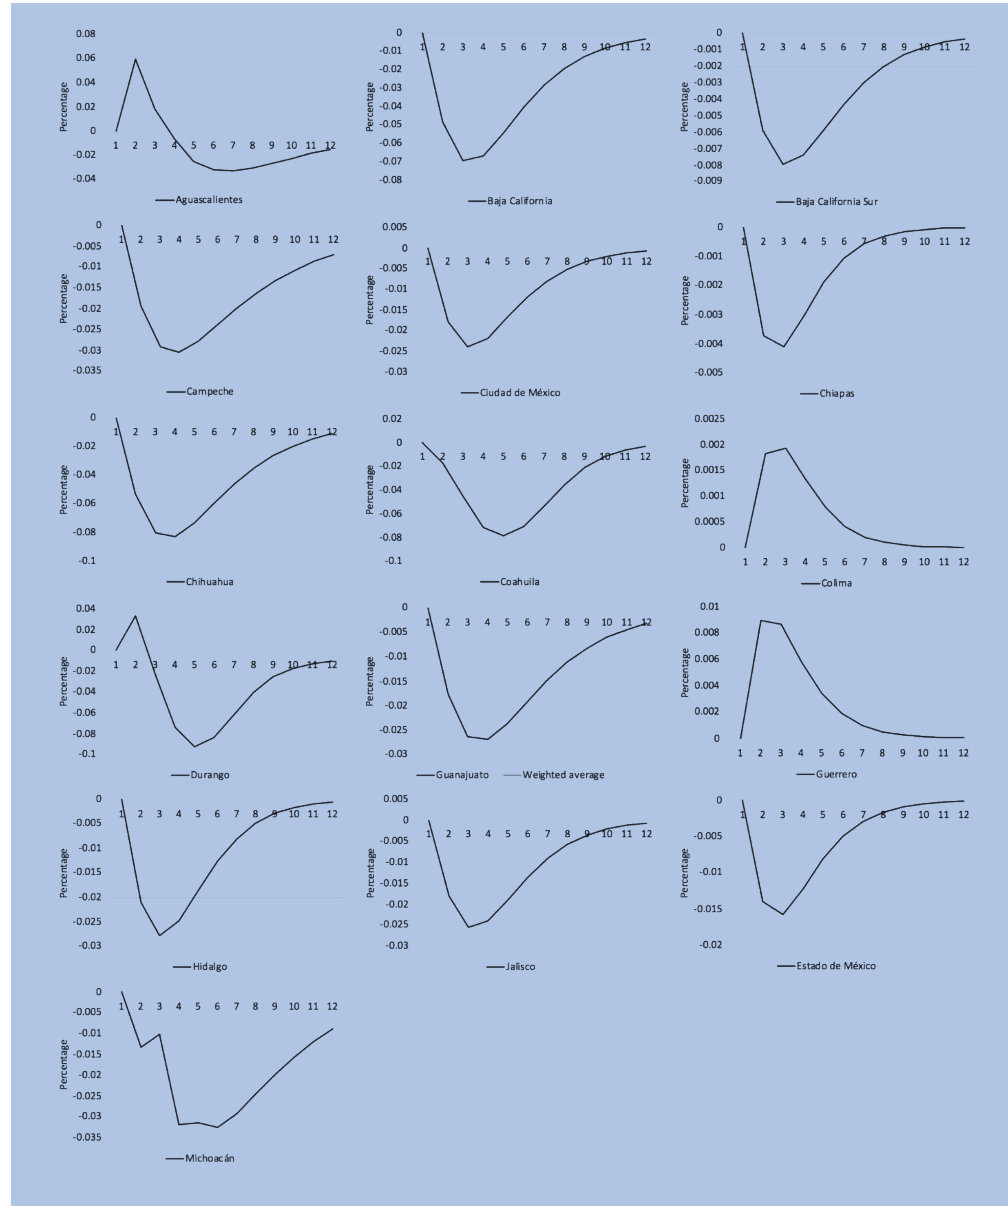 0.08
0.06
0.04
0.02
0
-0.02
-0.04
Percentage
1 2 3 4 5 6 7 8 9 10 11 12
Aguascalientes
0
-0.01
-0.02
-0.03
-0.04
-0.05
-0.06
-0.07
-0.08
Percentage
1 2 3 4 5 6 7 8 9 10 11 12
Baja California
0
-0.001
-0.002
-0.003
-0.004
-0.005
-0.006
-0.007
-0.008
-0.009
Percentage
1 2 3 4 5 6 7 8 9 10 11 12
Baja California Sur
0
-0.005
-0.01
-0.015
-0.02
-0.025
-0.03
-0.035
Percentage
1 2 3 4 5 6 7 8 9 10 11 12
Campeche
0.005
0
-0.005
-0.01
-0.015
-0.02
-0.025
-0.03
Percentage
1 2 3 4 5 6 7 8 9 10 11 12
Ciudad de México
0
-0.001
-0.002
-0.003
-0.004
-0.005
Percentage
1 2 3 4 5 6 7 8 9 10 11 12
Chiapas
0
-0.02
-0.04
-0.06
-0.08
-0.1
Percentage
1 2 3 4 5 6 7 8 9 10 11 12
Chihuahua
0.02
0
-0.02
-0.04
-0.06
-0.08
-0.1
Percentage
1 2 3 4 5 6 7 8 9 10 11 12
Coahuila
0.0025
0.002
0.0015
0.001
0.0005
0
Percentage
1 2 3 4 5 6 7 8 9 10 11 12
Colima
0.04
0.02
0
-0.02
-0.04
-0.06
-0.08
-0.1
Percentage
1 2 3 4 5 6 7 8 9 10 11 12
Durango
0
-0.005
-0.01
-0.015
-0.02
-0.025
-0.03
Percentage
1 2 3 4 5 6 7 8 9 10 11 12
Guanajuato Weighted average
0.01
0.008
0.006
0.004
0.002
0
Percentage
1 2 3 4 5 6 7 8 9 10 11 12
Guerrero
0
-0.005
-0.01
-0.015
-0.02
-0.025
-0.03
Percentage
1 2 3 4 5 6 7 8 9 10 11 12
Hidalgo
0.005
0
-0.005
-0.01
-0.015
-0.02
-0.025
-0.03
Percentage
1 2 3 4 5 6 7 8 9 10 11 12
Jalisco
0
-0.005
-0.01
-0.015
-0.02
Percentage
1 2 3 4 5 6 7 8 9 10 11 12
Estado de México
0
-0.005
-0.01
-0.015
-0.02
-0.025
-0.03
-0.035
Percentage
1 2 3 4 5 6 7 8 9 10 11 12
Michoacán